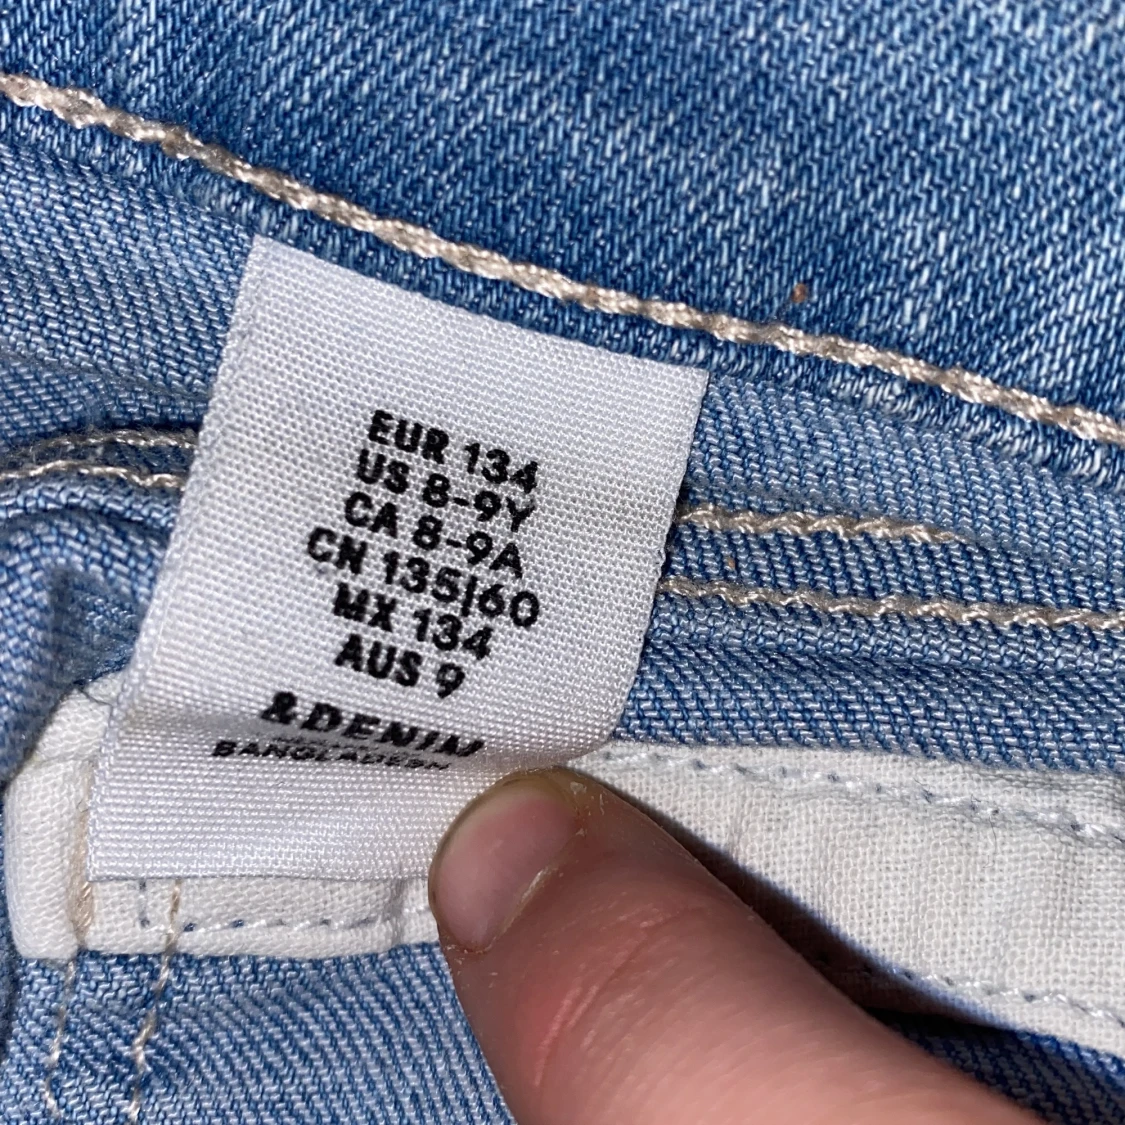 EUR 134
US 8-9Y
CA 8-9A
CN 135|60
MX 134
AUS 9
&DENIM
BANGLADESH